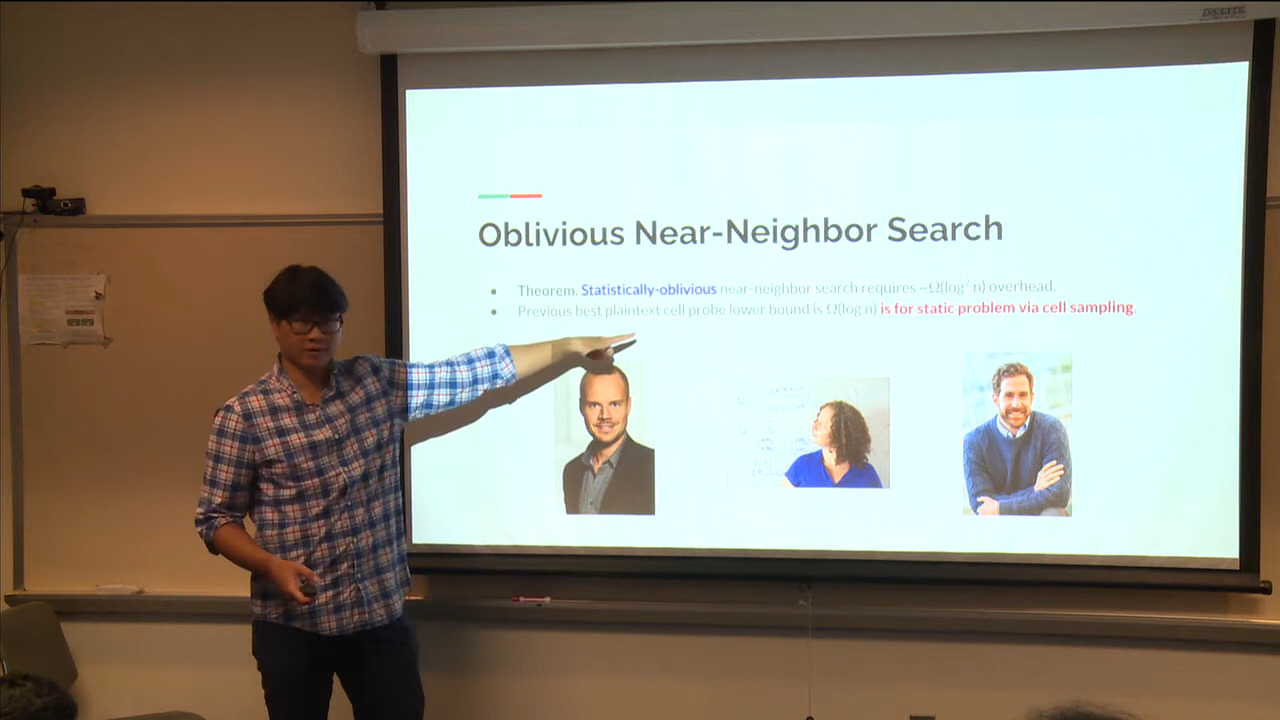 Oblivious Near-Neighbor Search
● Theorem. Statistically-oblivious near-neighbor search requires ~Ω(log² n) overhead.
● Previous best plaintext cell probe lower bound is Ω(log n) is for static problem via cell sampling.